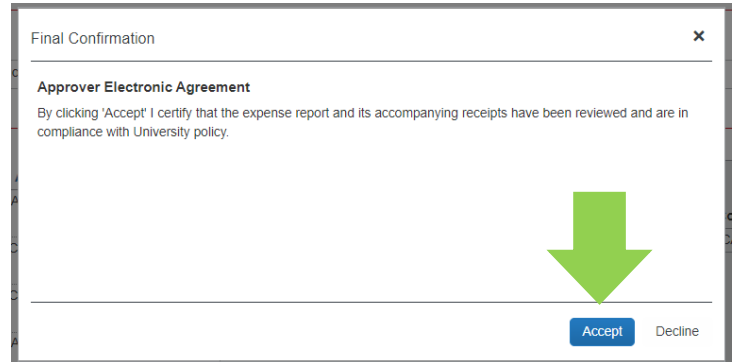 Final Confirmation ×
Approver Electronic Agreement
By clicking 'Accept' I certify that the expense report and its accompanying receipts have been reviewed and are in
compliance with University policy.
Accept Decline